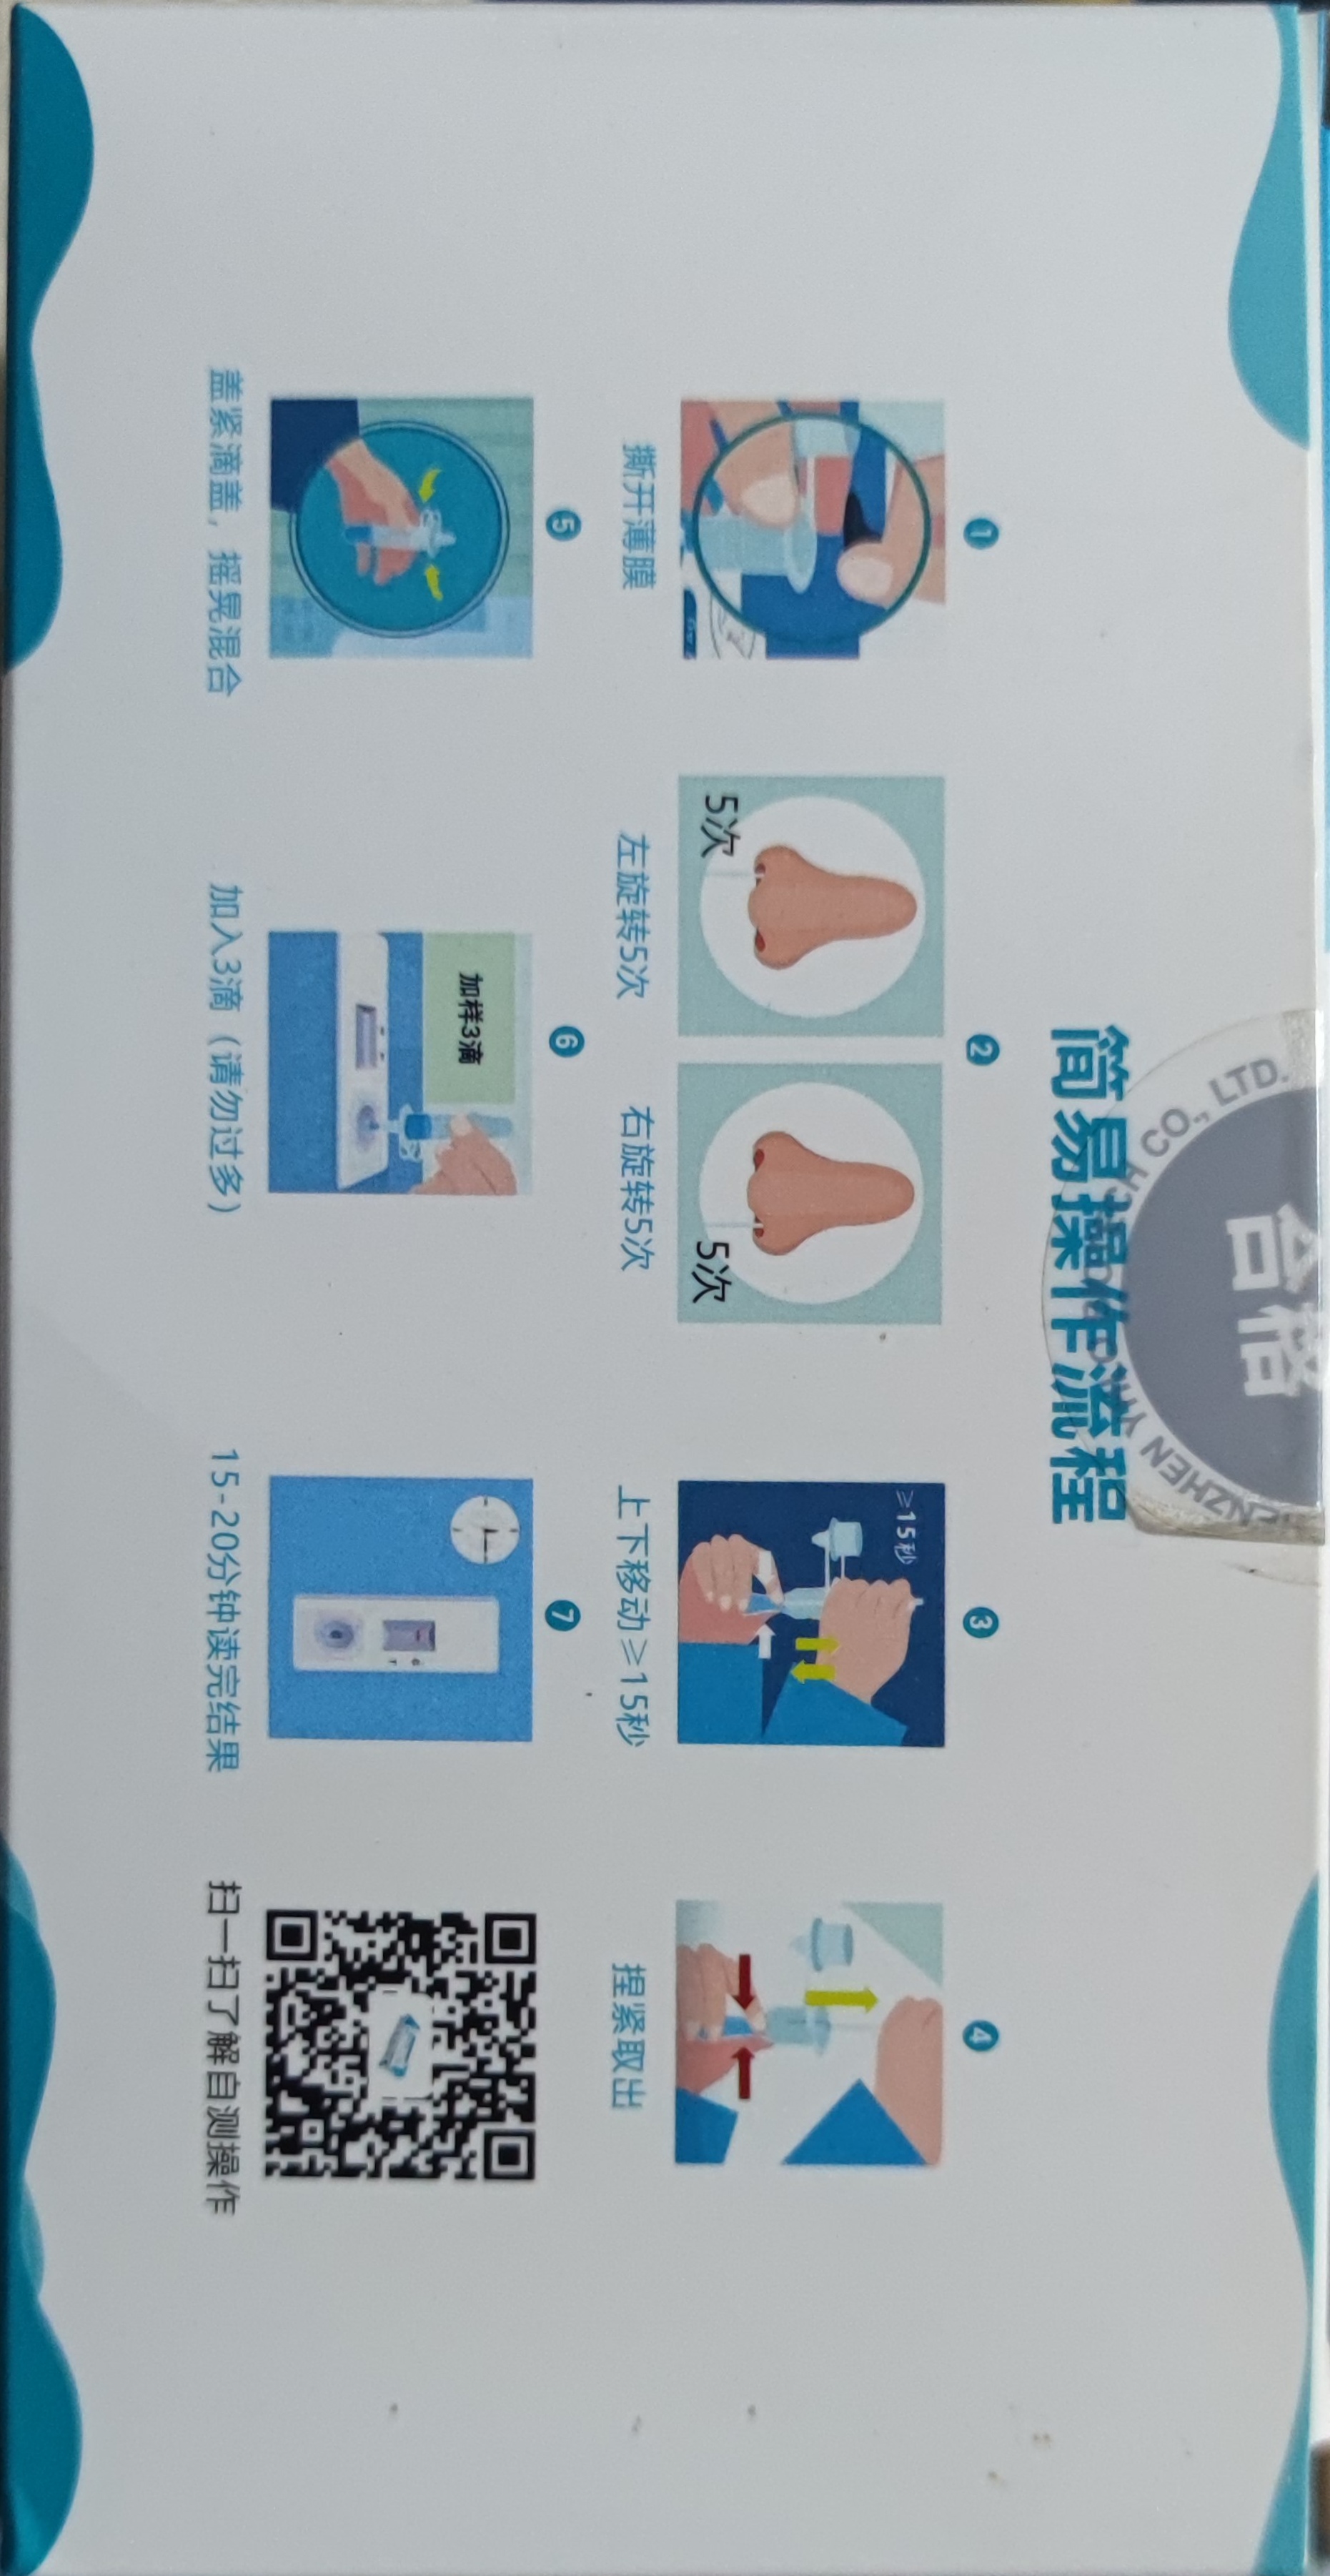 简易操作流程
合格
CO., LTD.
1
2
3
4
5次
5次
≥15秒
撕开薄膜
左旋转5次
右旋转5次
上下移动≥15秒
捏紧取出
5
6
7
加样3滴
盖紧滴盖，摇晃混合
加入3滴（请勿过多）
15-20分钟读完结果
扫一扫了解自测操作